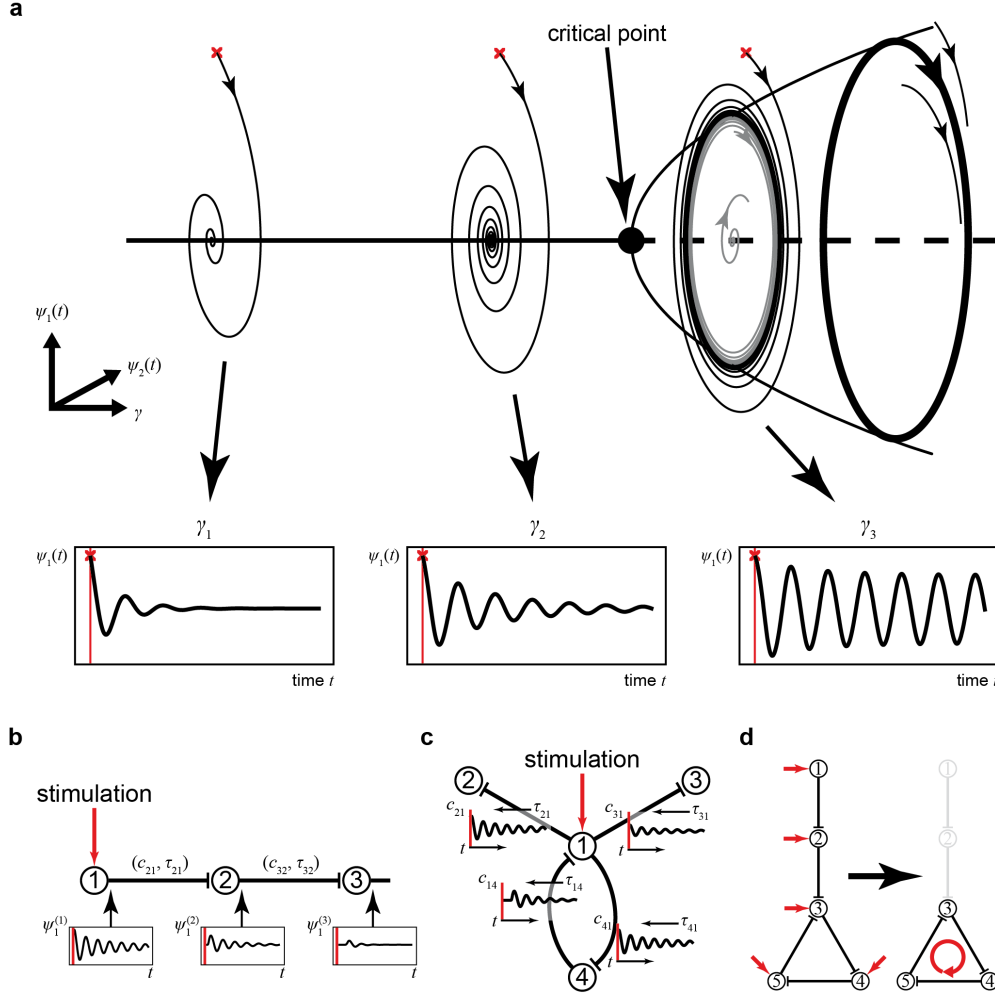 a
critical point
ψ₁(t)
ψ₂(t)
γ
γ₁
γ₂
γ₃
ψ₁(t)
ψ₁(t)
ψ₁(t)
time t
time t
time t
b
stimulation
(c₂₁, τ₂₁)
(c₃₂, τ₃₂)
1
2
3
ψ₁⁽¹⁾
ψ₁⁽²⁾
ψ₁⁽³⁾
t
t
t
c
stimulation
2
3
c₂₁
τ₂₁
c₃₁
τ₃₁
t
1
t
c₁₄
τ₁₄
c₄₁
τ₄₁
t
t
4
d
1
1
2
2
3
3
5
4
5
4